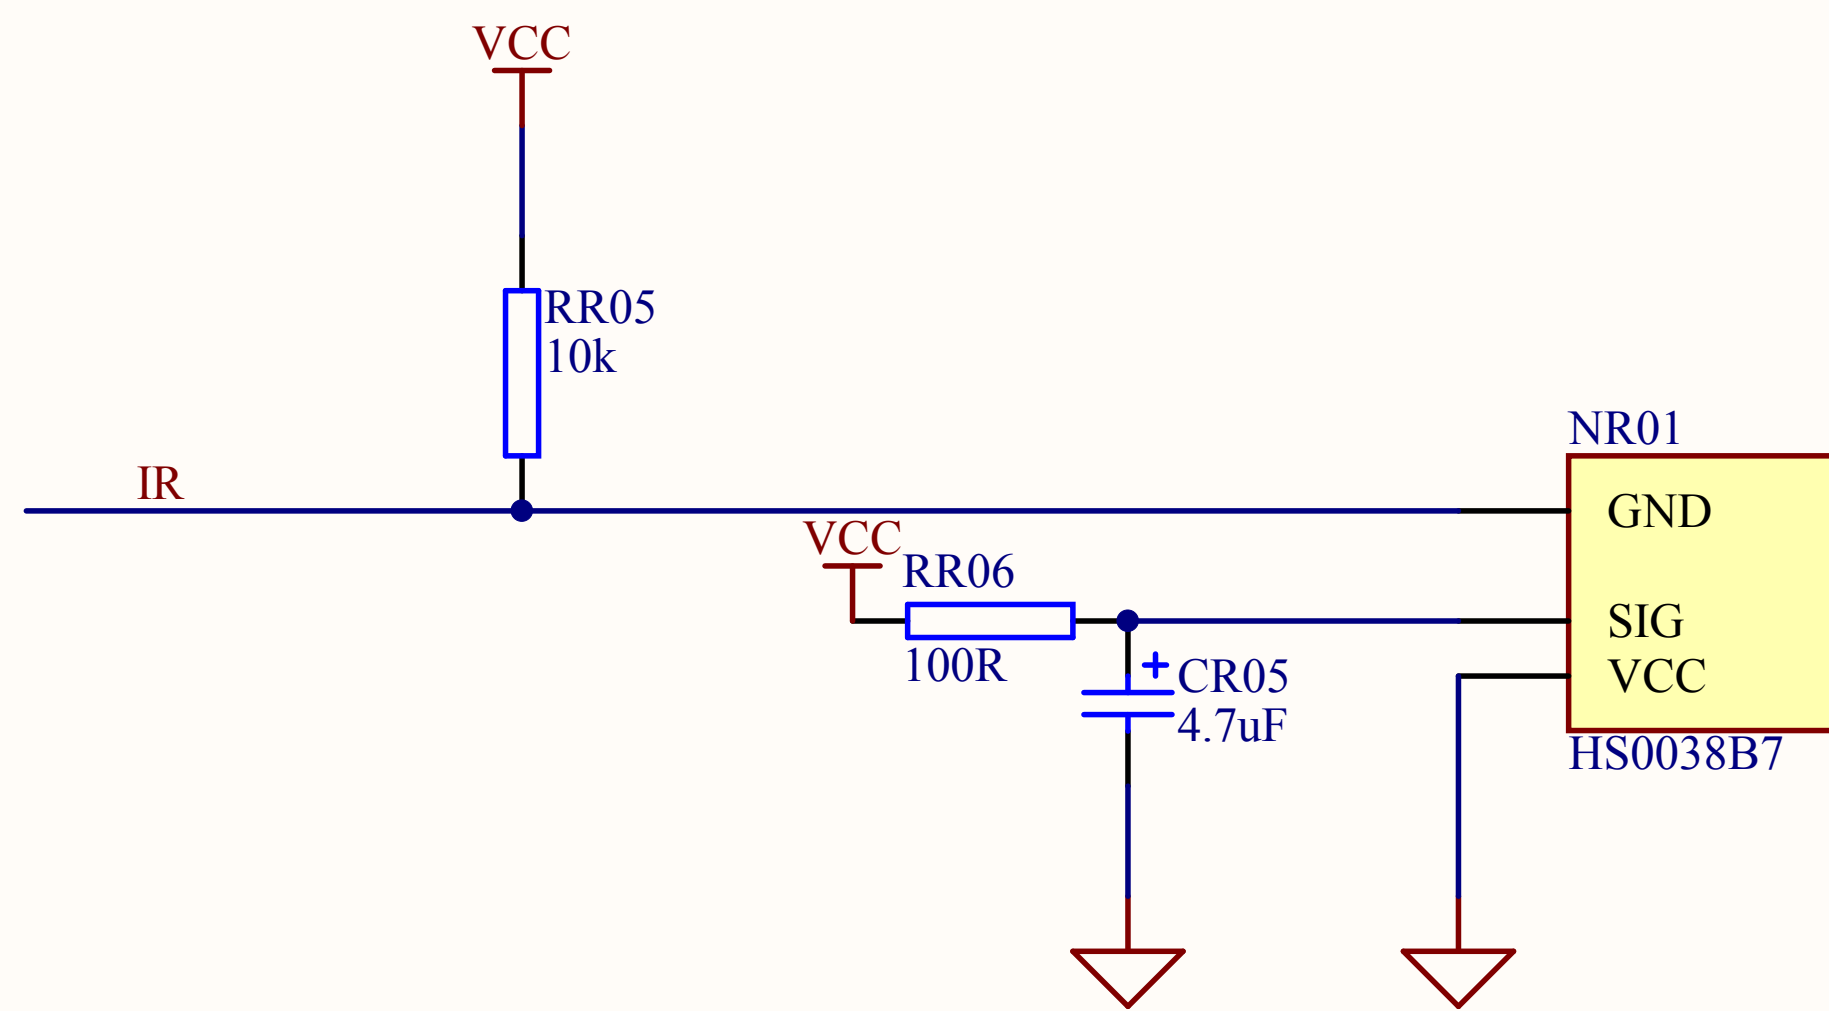 VCC
RR05
10k
IR
NR01
GND
VCC
RR06
100R
SIG
CR05
4.7uF
VCC
HS0038B7